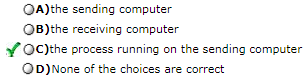 A)the sending computer
B)the receiving computer
C)the process running on the sending computer
D)None of the choices are correct